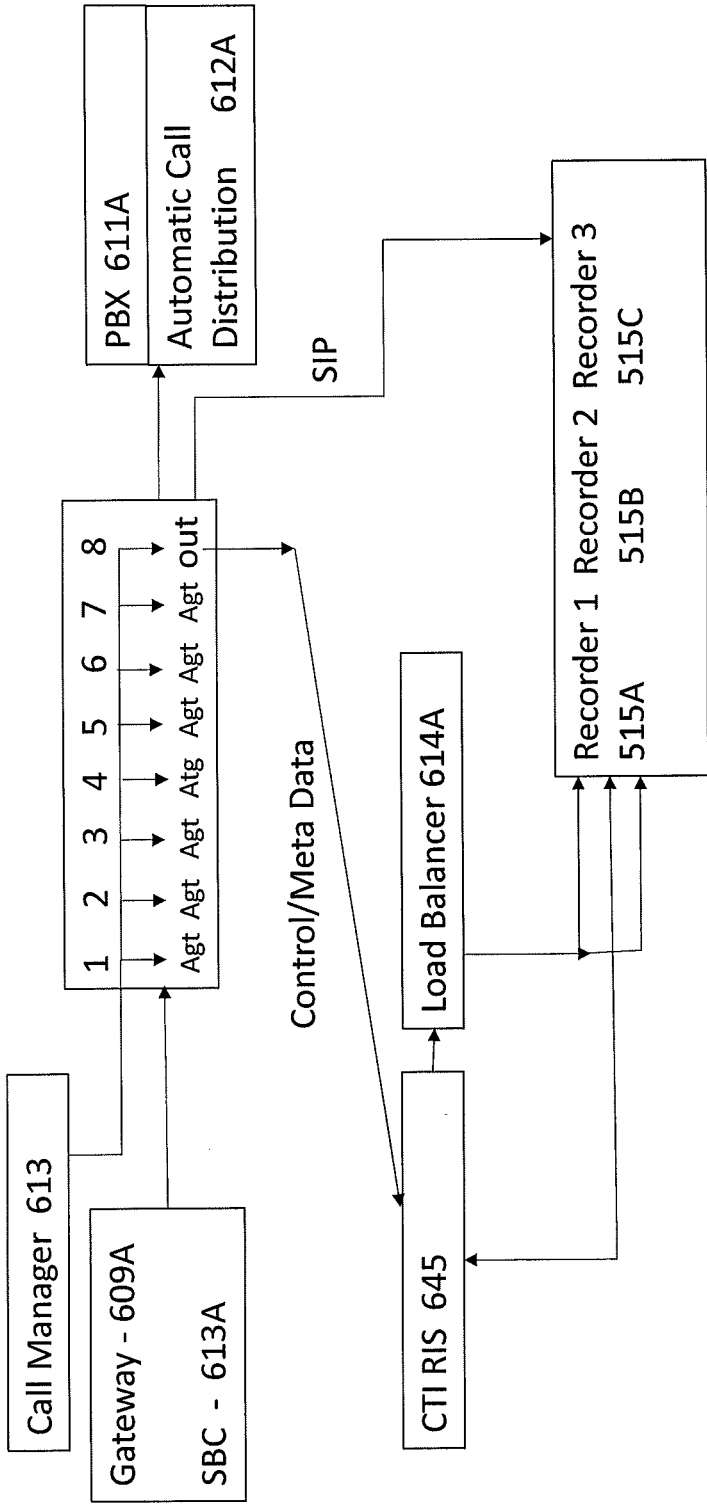 Call Manager 613
Gateway - 609A
SBC - 613A
1 2 3 4 5 6 7 8
Agt Agt Agt Atg Agt Agt Agt out
PBX 611A
Automatic Call
Distribution 612A
SIP
Control/Meta Data
CTI RIS 645
Load Balancer 614A
Recorder 1 Recorder 2 Recorder 3
515A 515B 515C